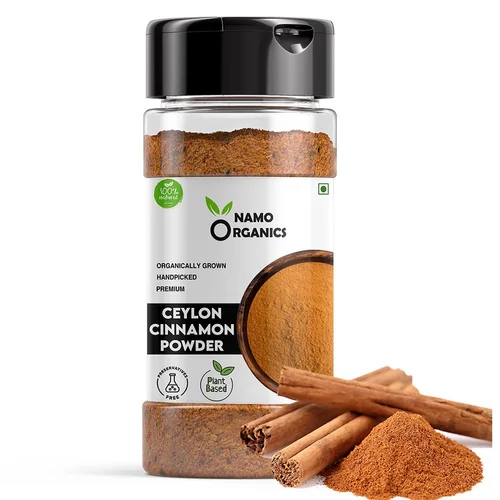 100%
natural
NAMO
ORGANICS
ORGANICALLY GROWN
HANDPICKED
PREMIUM
CEYLON
CINNAMON
POWDER
PRESERVATIVES
FREE
Plant
Based